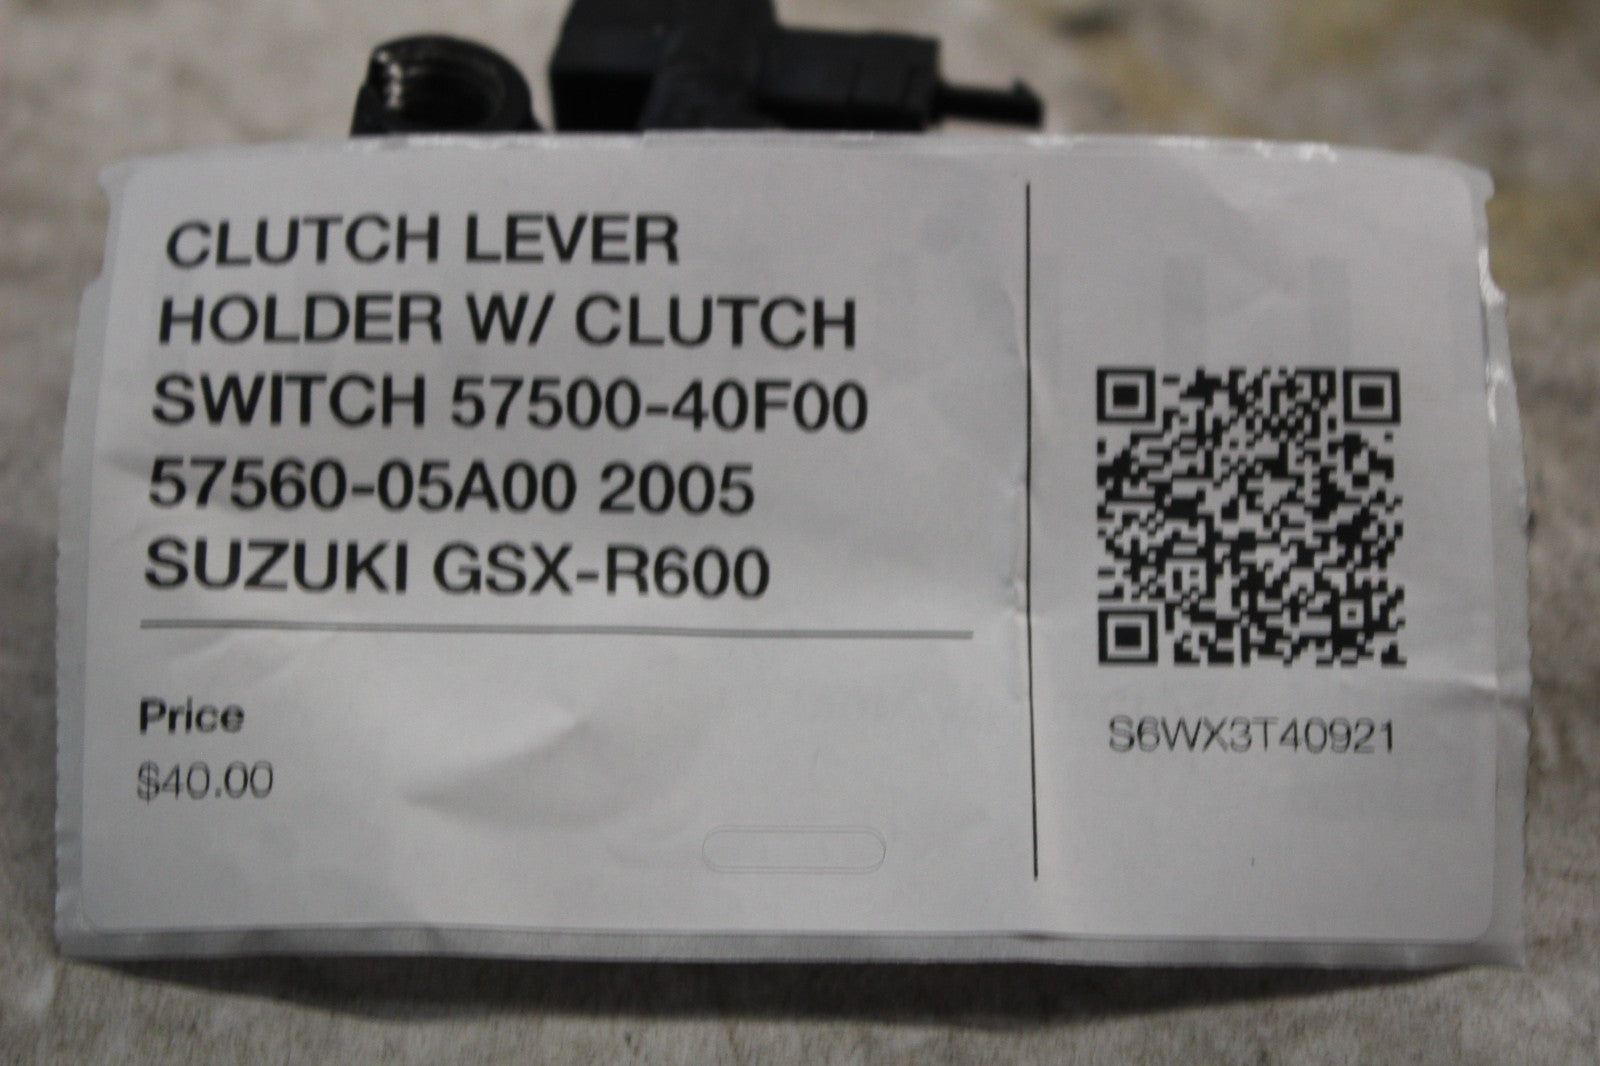 CLUTCH LEVER
HOLDER W/ CLUTCH
SWITCH 57500-40F00
57560-05A00 2005
SUZUKI GSX-R600
Price
$40.00
S6WX3T40921